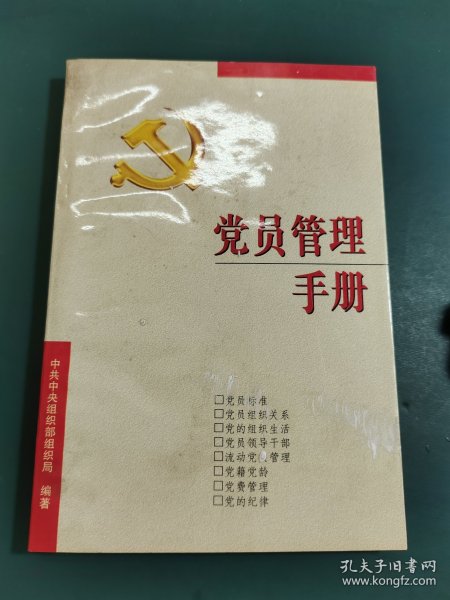 党员管理
手册
□党员标准
□党员组织关系
□党的组织生活
□党员领导干部
□流动党员管理
□党籍党龄
□党费管理
□党的纪律
中共中央组织部组织局 编著
孔夫子旧书网
www.kongfz.com